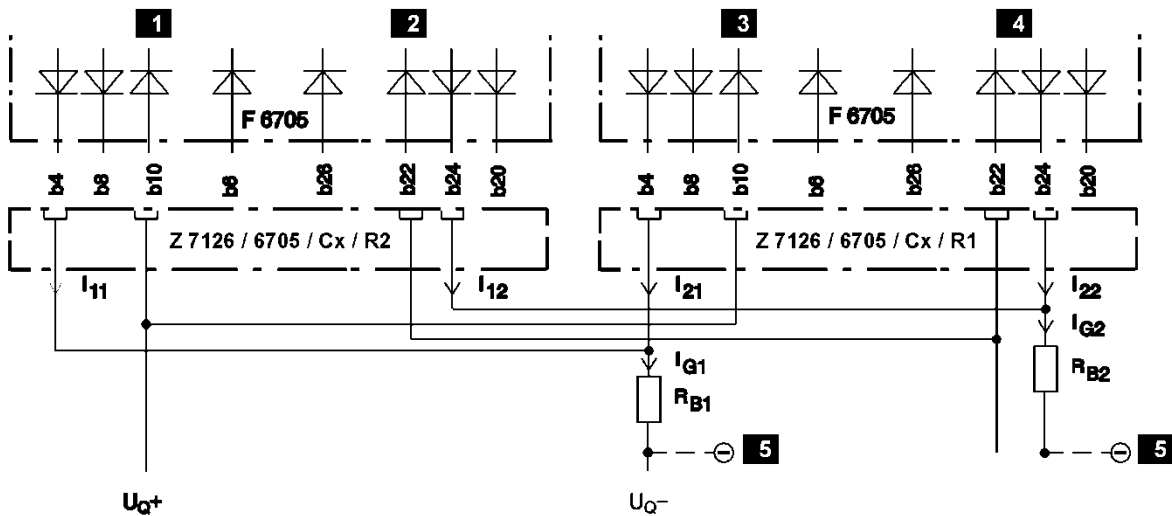 1 2 3 4
F 6705 F 6705
b4 b8 b10 b6 b26 b22 b24 b20 b4 b8 b10 b6 b26 b22 b24 b20
Z 7126 / 6705 / Cx / R2 Z 7126 / 6705 / Cx / R1
I11 I12 I21 I22
IG2
IG1 RB2
RB1
5 5
UQ+ UQ−